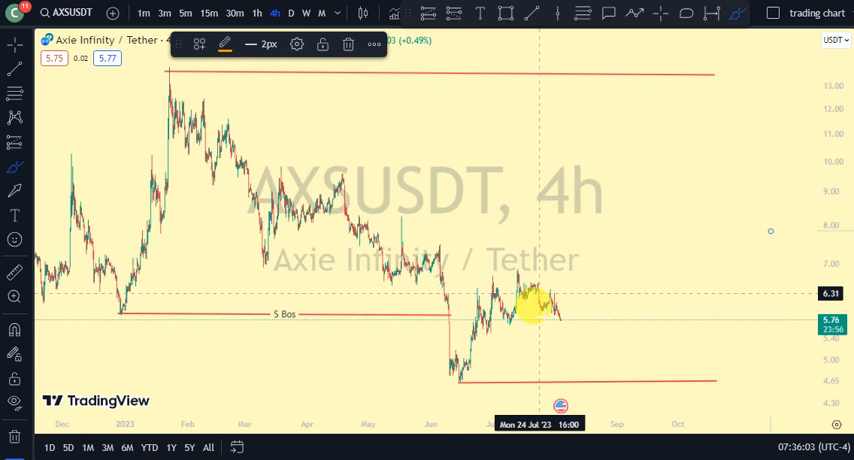 C 11 AXSUSDT 1m 3m 5m 15m 30m 1h 4h D W M trading chart
Axie Infinity / Tether · 4 03 (+0.49%) USDT
2px
5.75 0.02 5.77
13.00
12.00
11.00
10.00
9.00
8.00
7.00
6.31
5.76
23:56
5.40
5.00
4.65
4.30
AXSUSDT, 4h
Axie Infinity / Tether
S Bos
TradingView
Dec 2023 Feb Mar Apr May Jun Mon 24 Jul '23 16:00 Sep Oct
1D 5D 1M 3M 6M YTD 1Y 5Y All 07:36:03 (UTC-4)